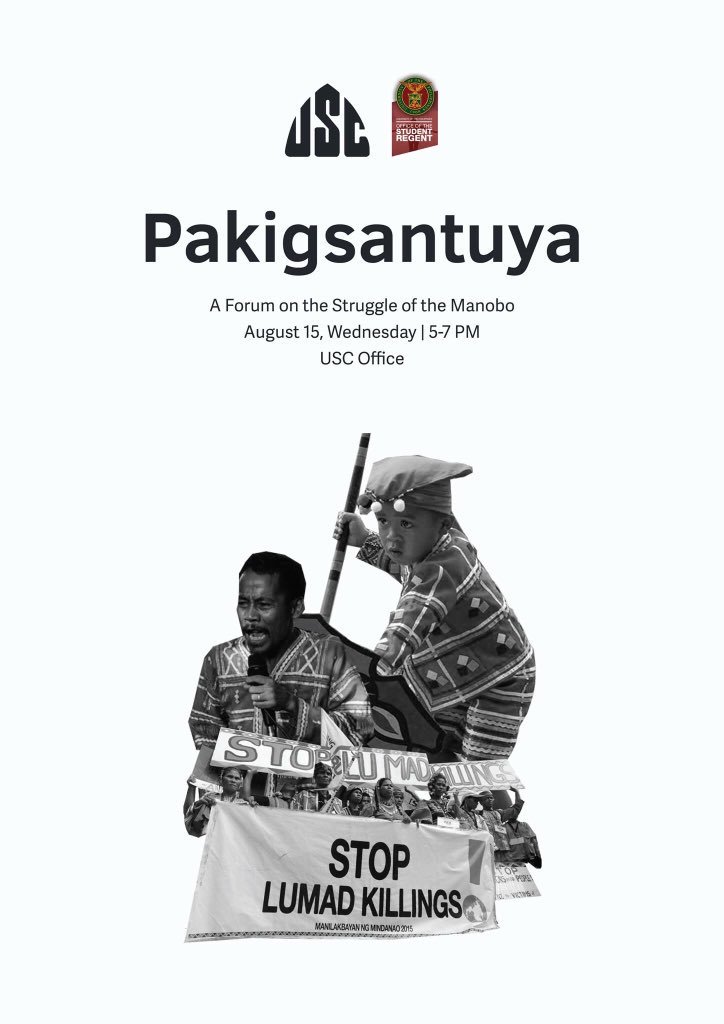 USC
OFFICE OF THE
STUDENT
REGENT
Pakigsantuya
A Forum on the Struggle of the Manobo
August 15, Wednesday | 5-7 PM
USC Office
STOP LUMAD KILLINGS
STOP
LUMAD KILLINGS
!
MANILAKBAYAN NG MINDANAO 2015